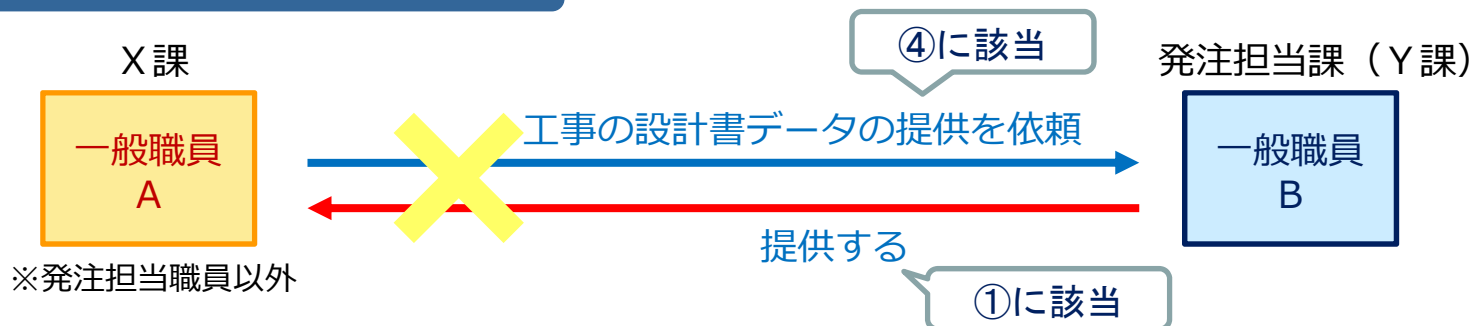 ④に該当
X課
発注担当課（Y課）
工事の設計書データの提供を依頼
一般職員
A
一般職員
B
提供する
※発注担当職員以外
①に該当